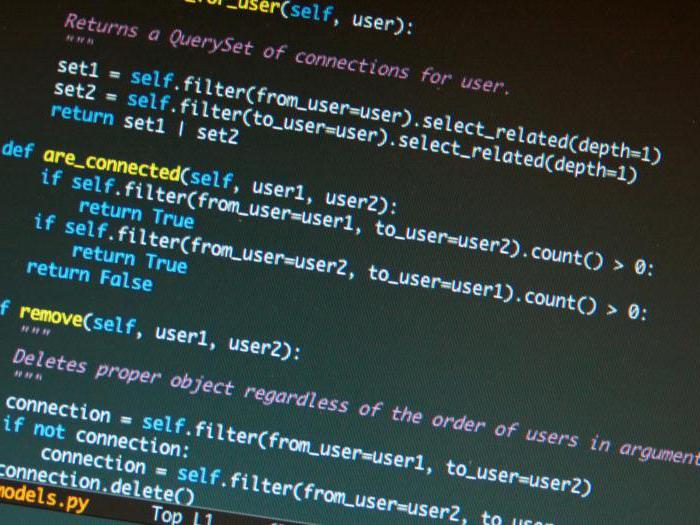 _for_user(self, user):
"""
Returns a QuerySet of connections for user.
"""
set1 = self.filter(from_user=user).select_related(depth=1)
set2 = self.filter(to_user=user).select_related(depth=1)
return set1 | set2
def are_connected(self, user1, user2):
if self.filter(from_user=user1, to_user=user2).count() > 0:
return True
if self.filter(from_user=user2, to_user=user1).count() > 0:
return True
return False
f remove(self, user1, user2):
"""
Deletes proper object regardless of the order of users in argument
"""
connection = self.filter(from_user=user1, to_user=user2)
if not connection:
connection = self.filter(from_user=user2, to_user
connection.delete()
models.py Top L1